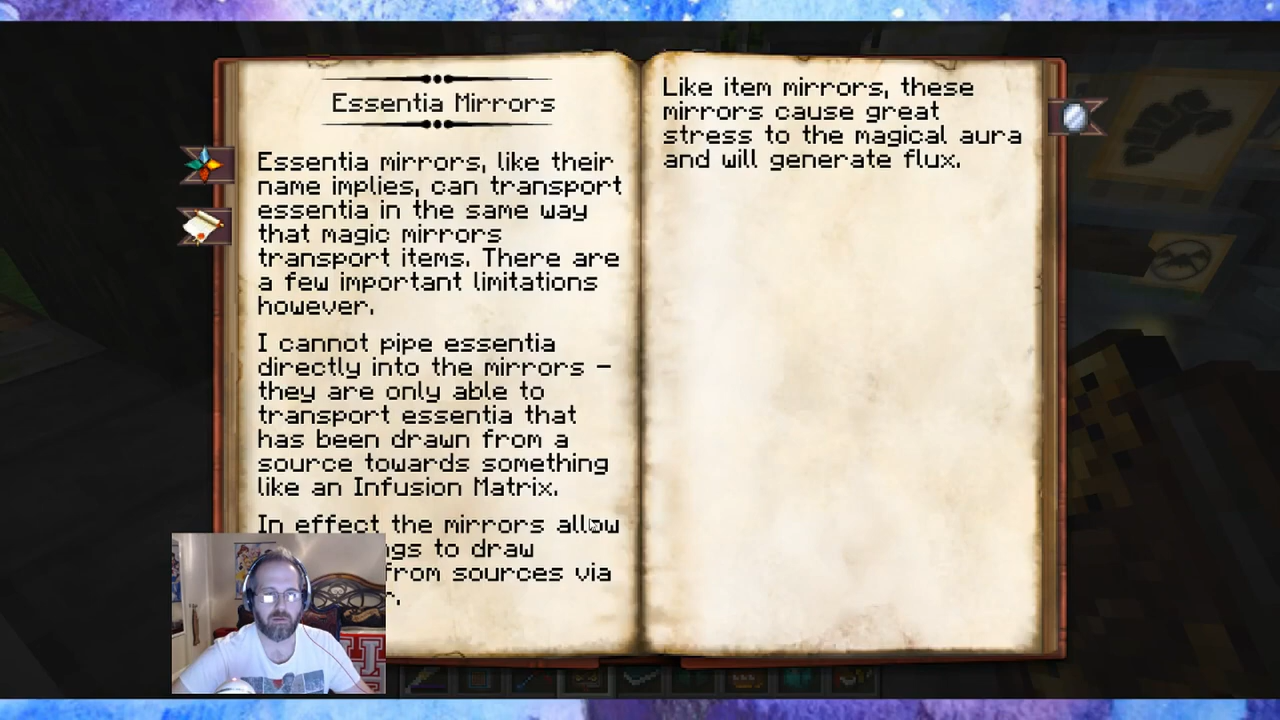 Essentia Mirrors
Essentia mirrors, like their
name implies, can transport
essentia in the same way
that magic mirrors
transport items. There are
a few important limitations
however.
I cannot pipe essentia
directly into the mirrors –
they are only able to
transport essentia that
has been drawn from a
source towards something
like an Infusion Matrix.
In effect the mirrors allow
to draw
from sources via
Like item mirrors, these
mirrors cause great
stress to the magical aura
and will generate flux.